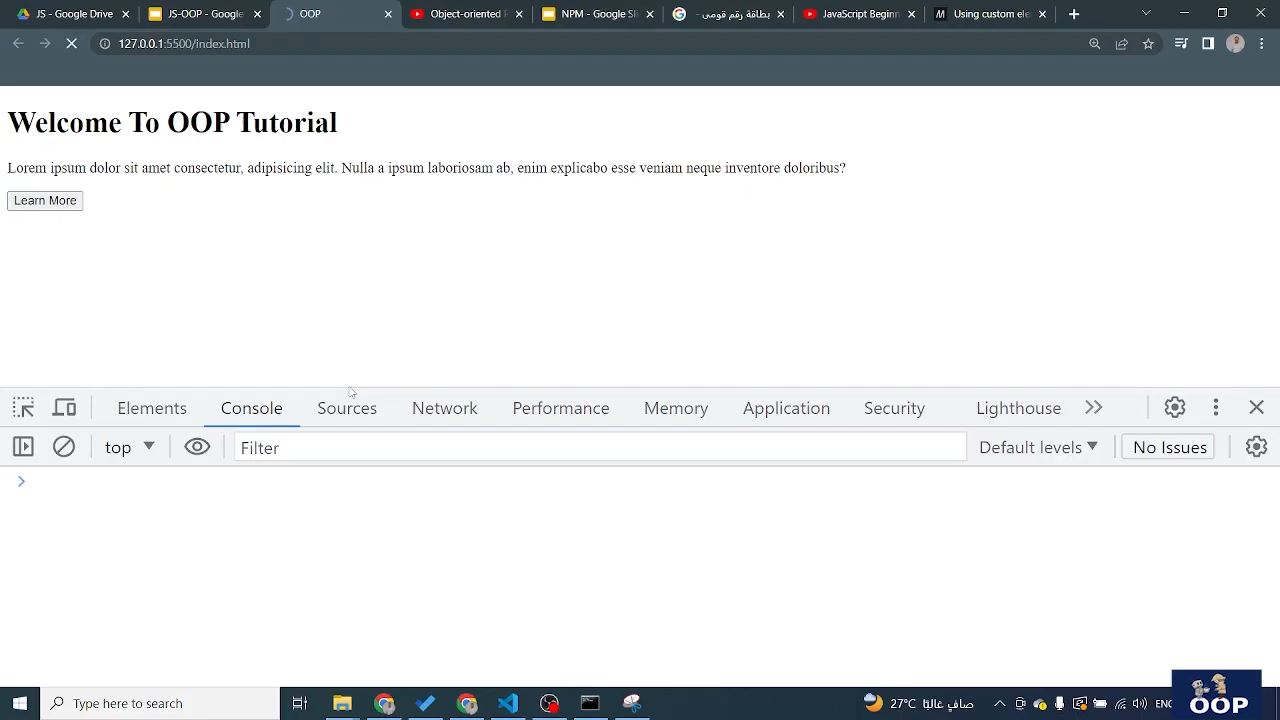 JS - Google Drive
JS-OOP - Google
OOP
Object-oriented P
NPM - Google Sli
بطاقة رقم قومى -
JavaScript Beginn
Using custom ele
127.0.0.1:5500/index.html
Welcome To OOP Tutorial
Lorem ipsum dolor sit amet consectetur, adipisicing elit. Nulla a ipsum laboriosam ab, enim explicabo esse veniam neque inventore doloribus?
Learn More
Elements
Console
Sources
Network
Performance
Memory
Application
Security
Lighthouse
top
Filter
Default levels
No Issues
Type here to search
27°C
صافٍ غالبًا
ENG
OOP